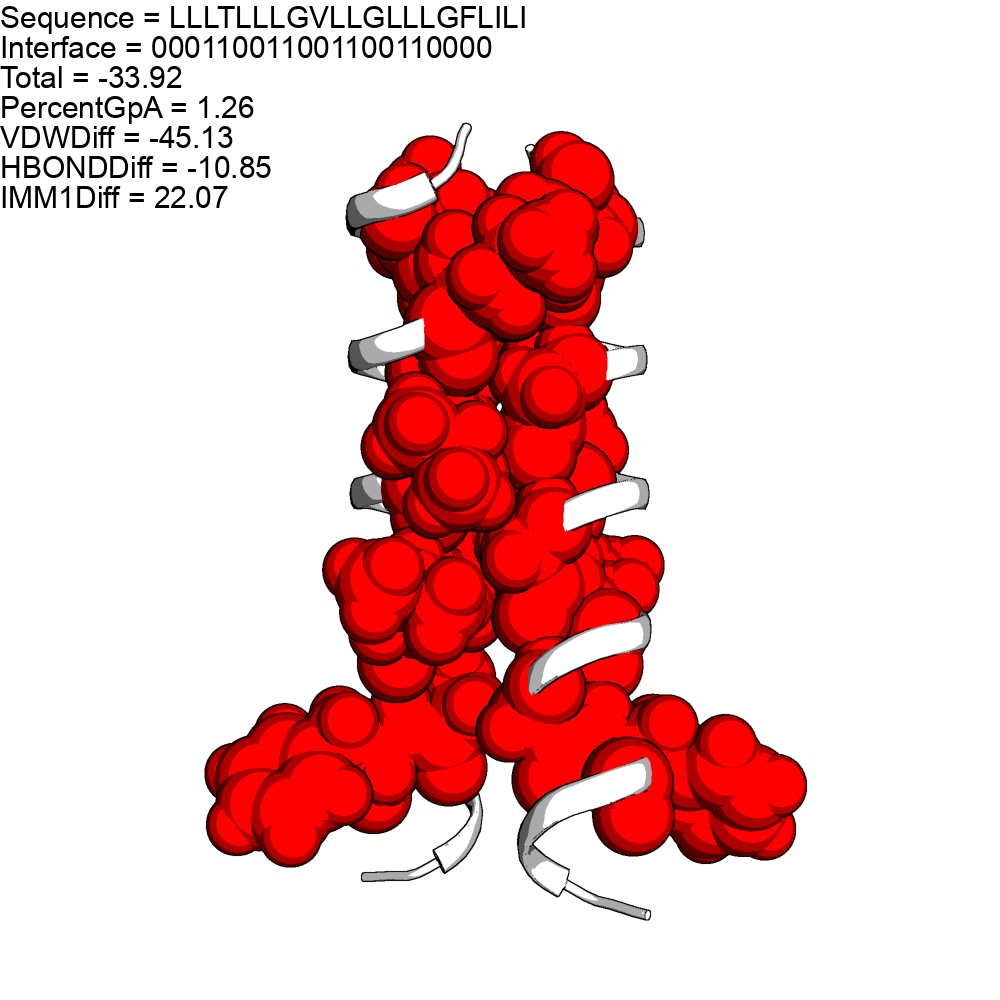 Sequence = LLLTLLLGVLLGLLLGFLILI
Interface = 000110011001100110000
Total = -33.92
PercentGpA = 1.26
VDWDiff = -45.13
HBONDDiff = -10.85
IMM1Diff = 22.07